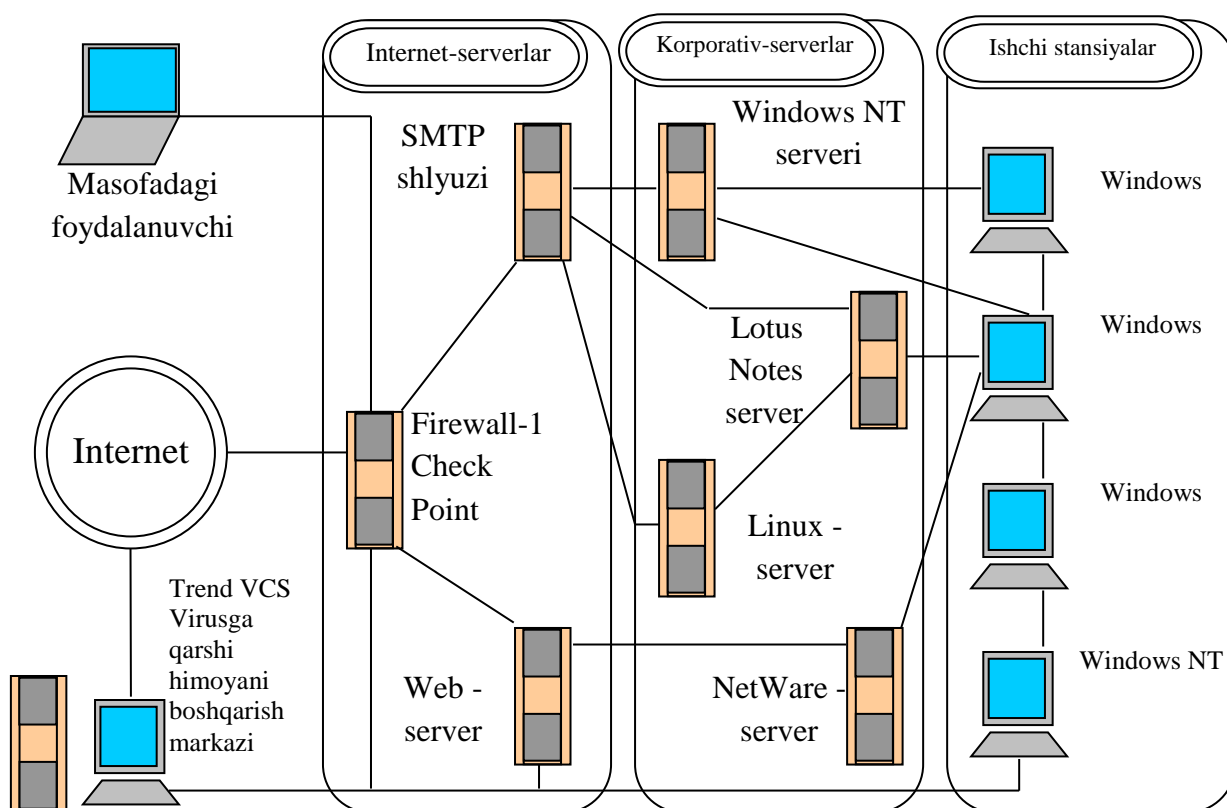 Internet-serverlar
Korporativ-serverlar
Ishchi stansiyalar
Masofadagi
foydalanuvchi
SMTP
shlyuzi
Windows NT
serveri
Windows
Lotus
Notes
server
Windows
Internet
Firewall-1
Check
Point
Linux -
server
Windows
Trend VCS
Virusga
qarshi
himoyani
boshqarish
markazi
Web -
server
NetWare -
server
Windows NT